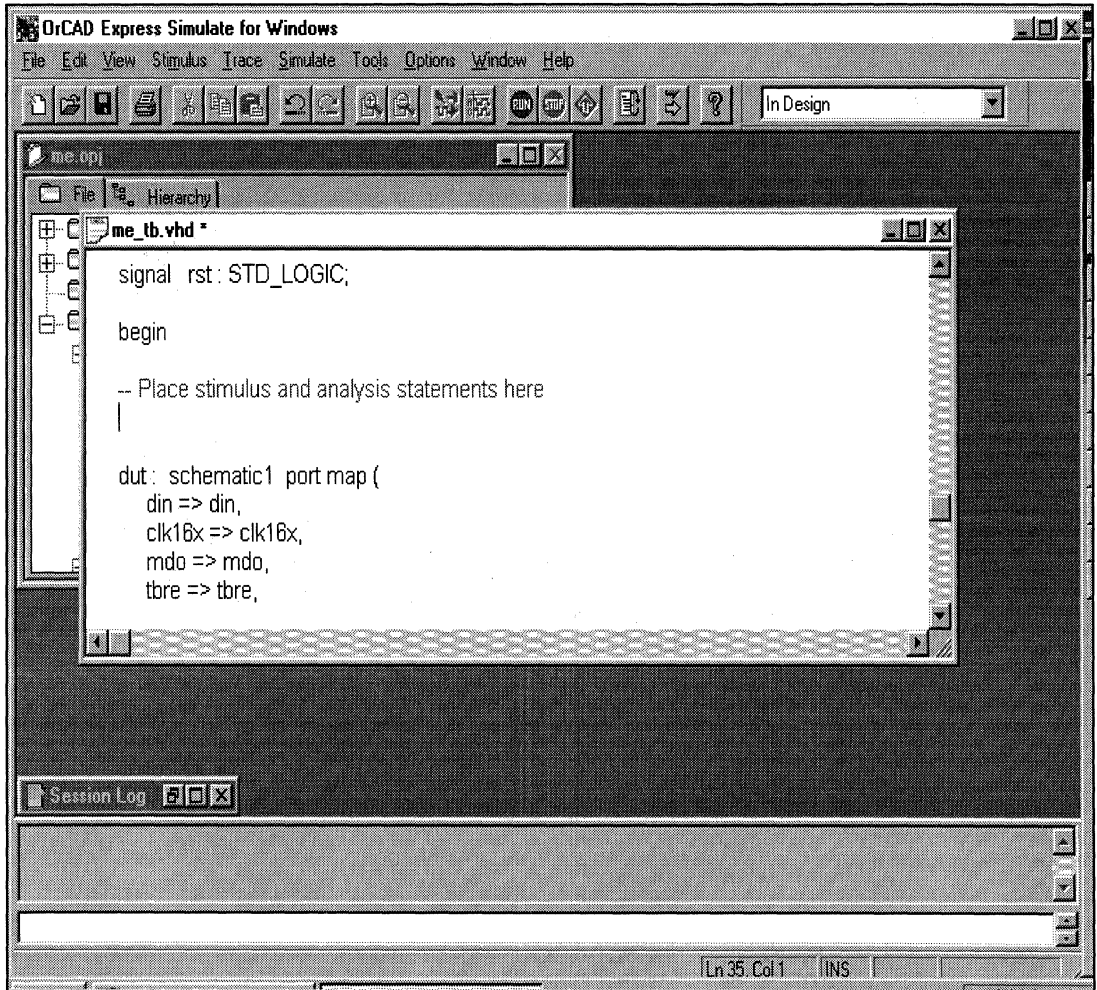 OrCAD Express Simulate for Windows
File Edit View Stimulus Trace Simulate Tools Options Window Help
RUN STOP In Design
me.opj
File Hierarchy
me_tb.vhd *
signal rst : STD_LOGIC;
begin
-- Place stimulus and analysis statements here
dut : schematic1 port map (
din => din,
clk16x => clk16x,
mdo => mdo,
tbre => tbre,
Session Log
Ln 35, Col 1 INS